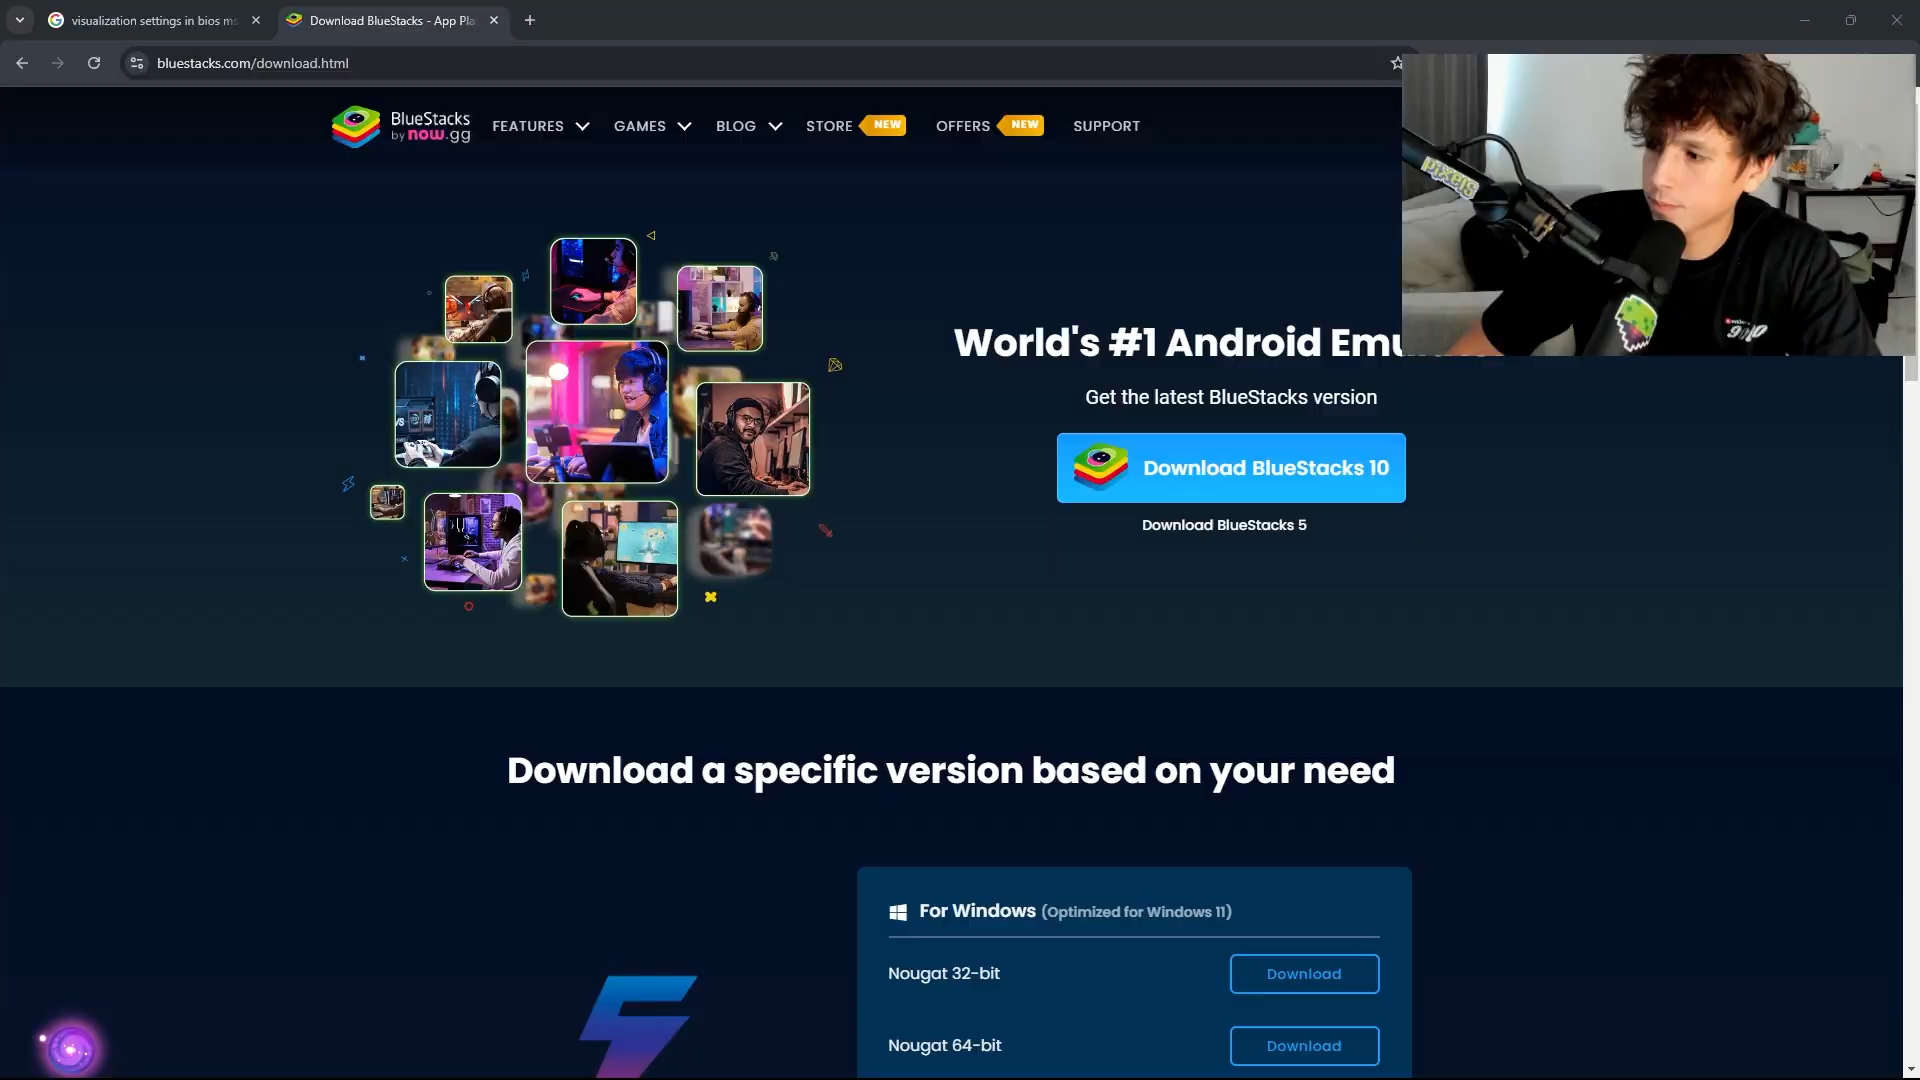 visualization settings in bios ms
Download BlueStacks - App Pla
bluestacks.com/download.html
BlueStacks
by now.gg
FEATURES
GAMES
BLOG
STORE
NEW
OFFERS
NEW
SUPPORT
pixels
World's #1 Android Emu
Get the latest BlueStacks version
Download BlueStacks 10
Download BlueStacks 5
Download a specific version based on your need
For Windows (Optimized for Windows 11)
Nougat 32-bit
Download
Nougat 64-bit
Download